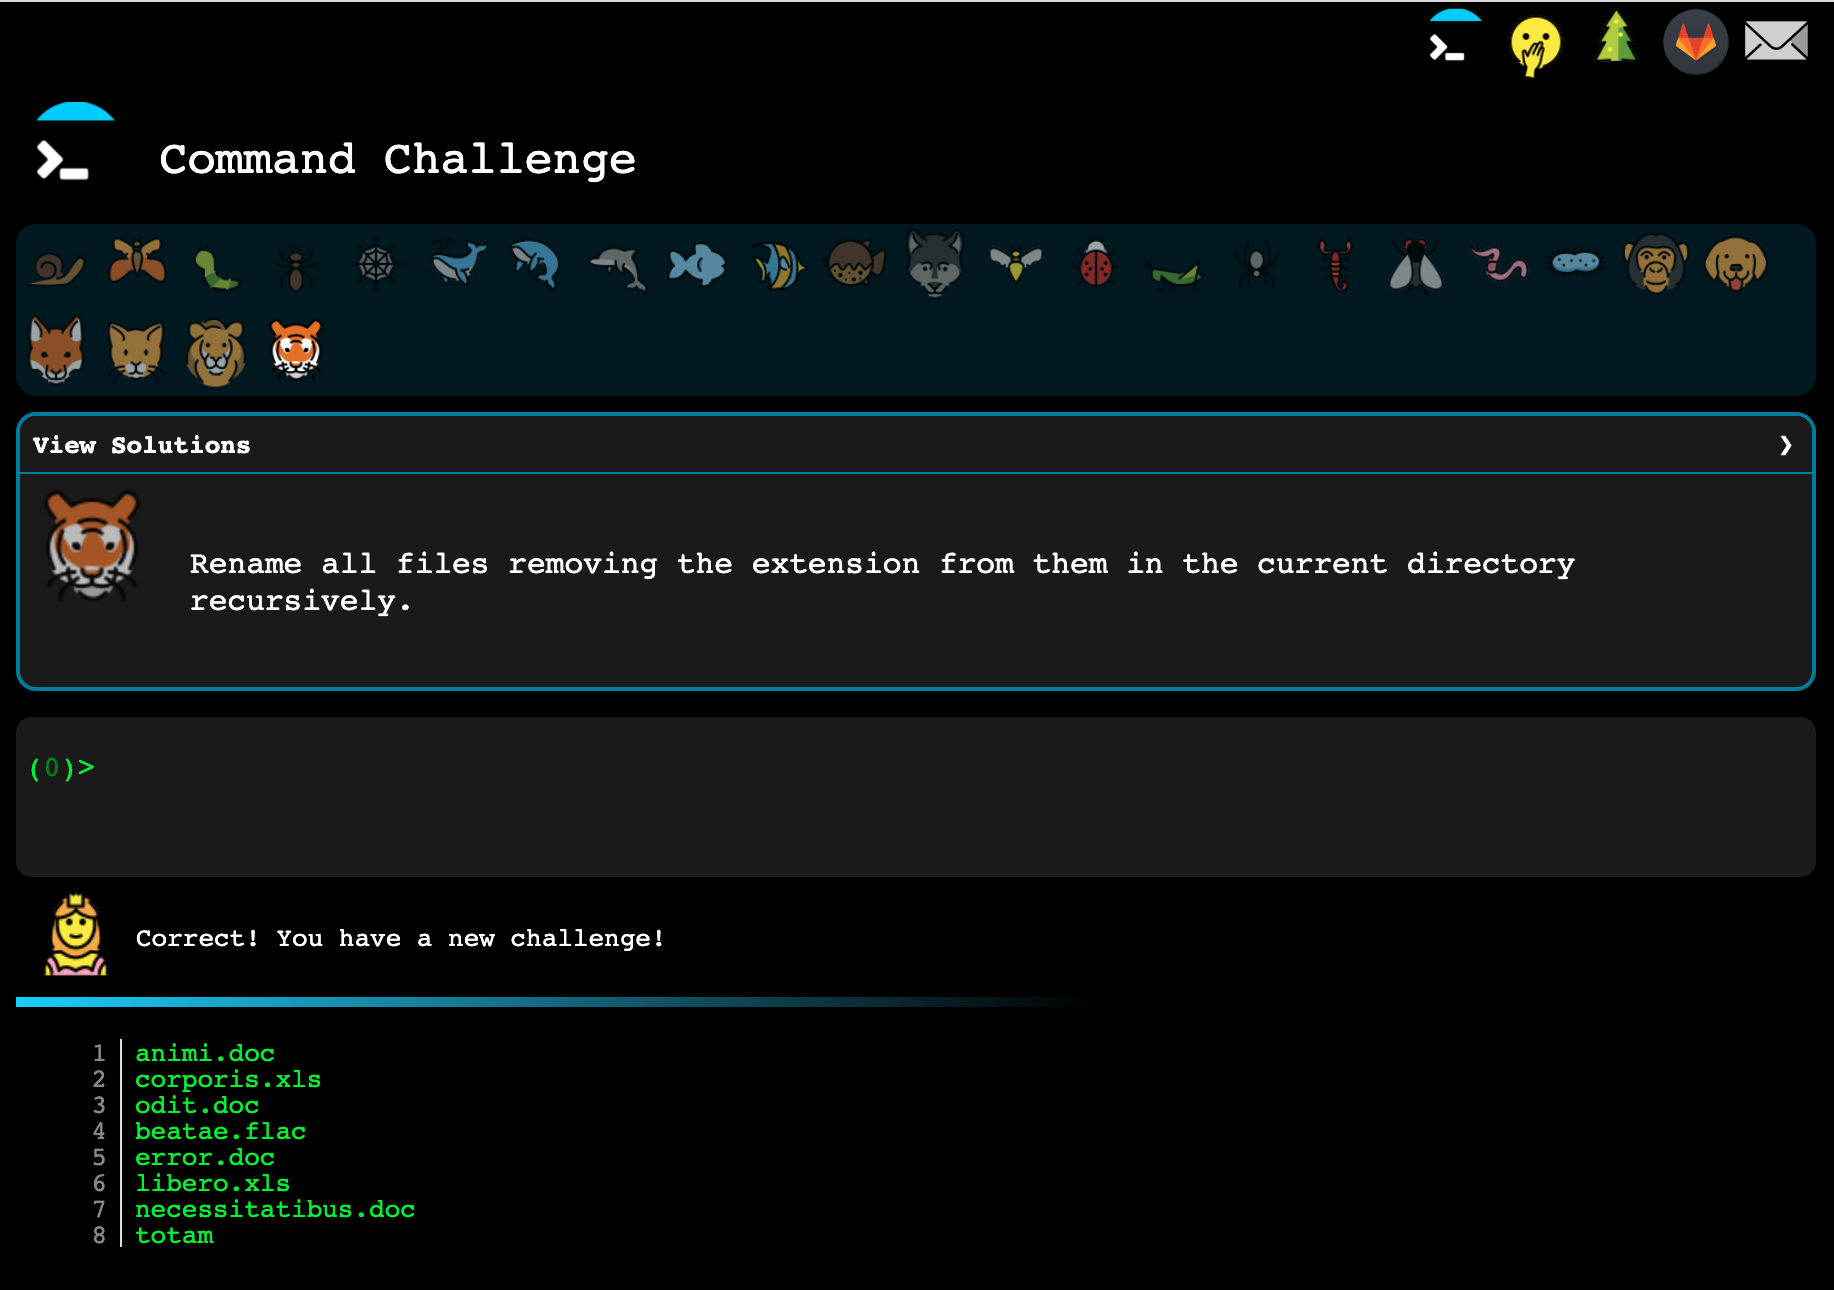 Command Challenge
View Solutions
Rename all files removing the extension from them in the current directory
recursively.
(0)>
Correct! You have a new challenge!
1 animi.doc
2 corporis.xls
3 odit.doc
4 beatae.flac
5 error.doc
6 libero.xls
7 necessitatibus.doc
8 totam